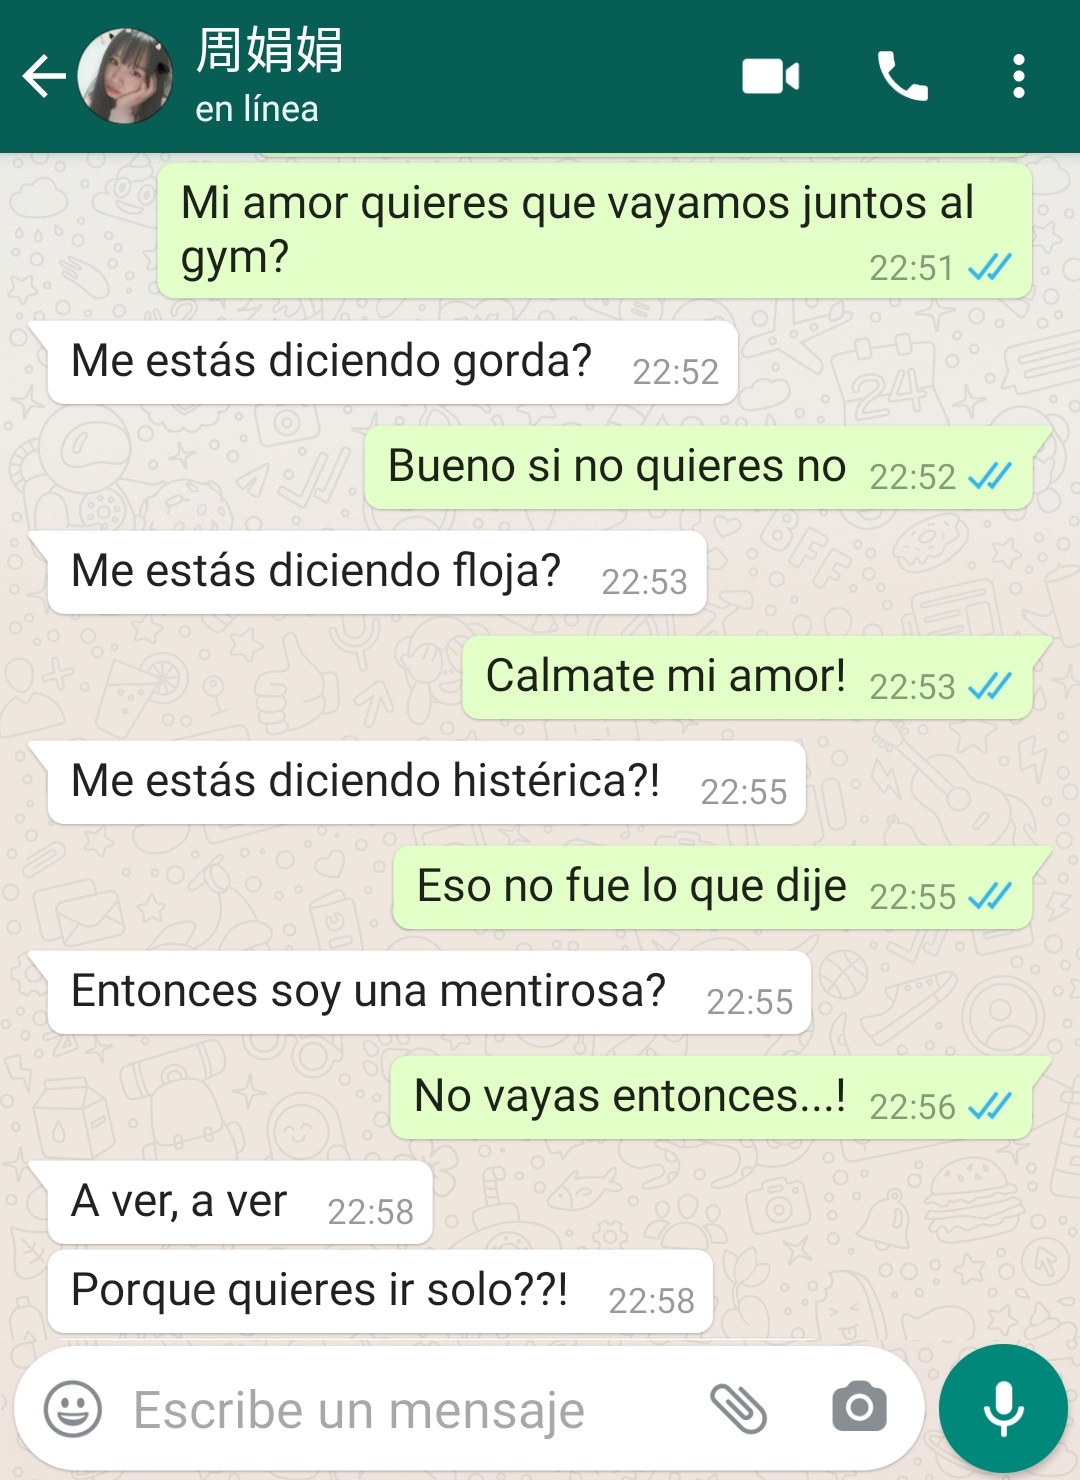 周娟娟
en línea
Mi amor quieres que vayamos juntos al
gym?
22:51
Me estás diciendo gorda? 22:52
Bueno si no quieres no 22:52
Me estás diciendo floja? 22:53
Calmate mi amor! 22:53
Me estás diciendo histérica?! 22:55
Eso no fue lo que dije 22:55
Entonces soy una mentirosa? 22:55
No vayas entonces...! 22:56
A ver, a ver 22:58
Porque quieres ir solo??! 22:58
Escribe un mensaje